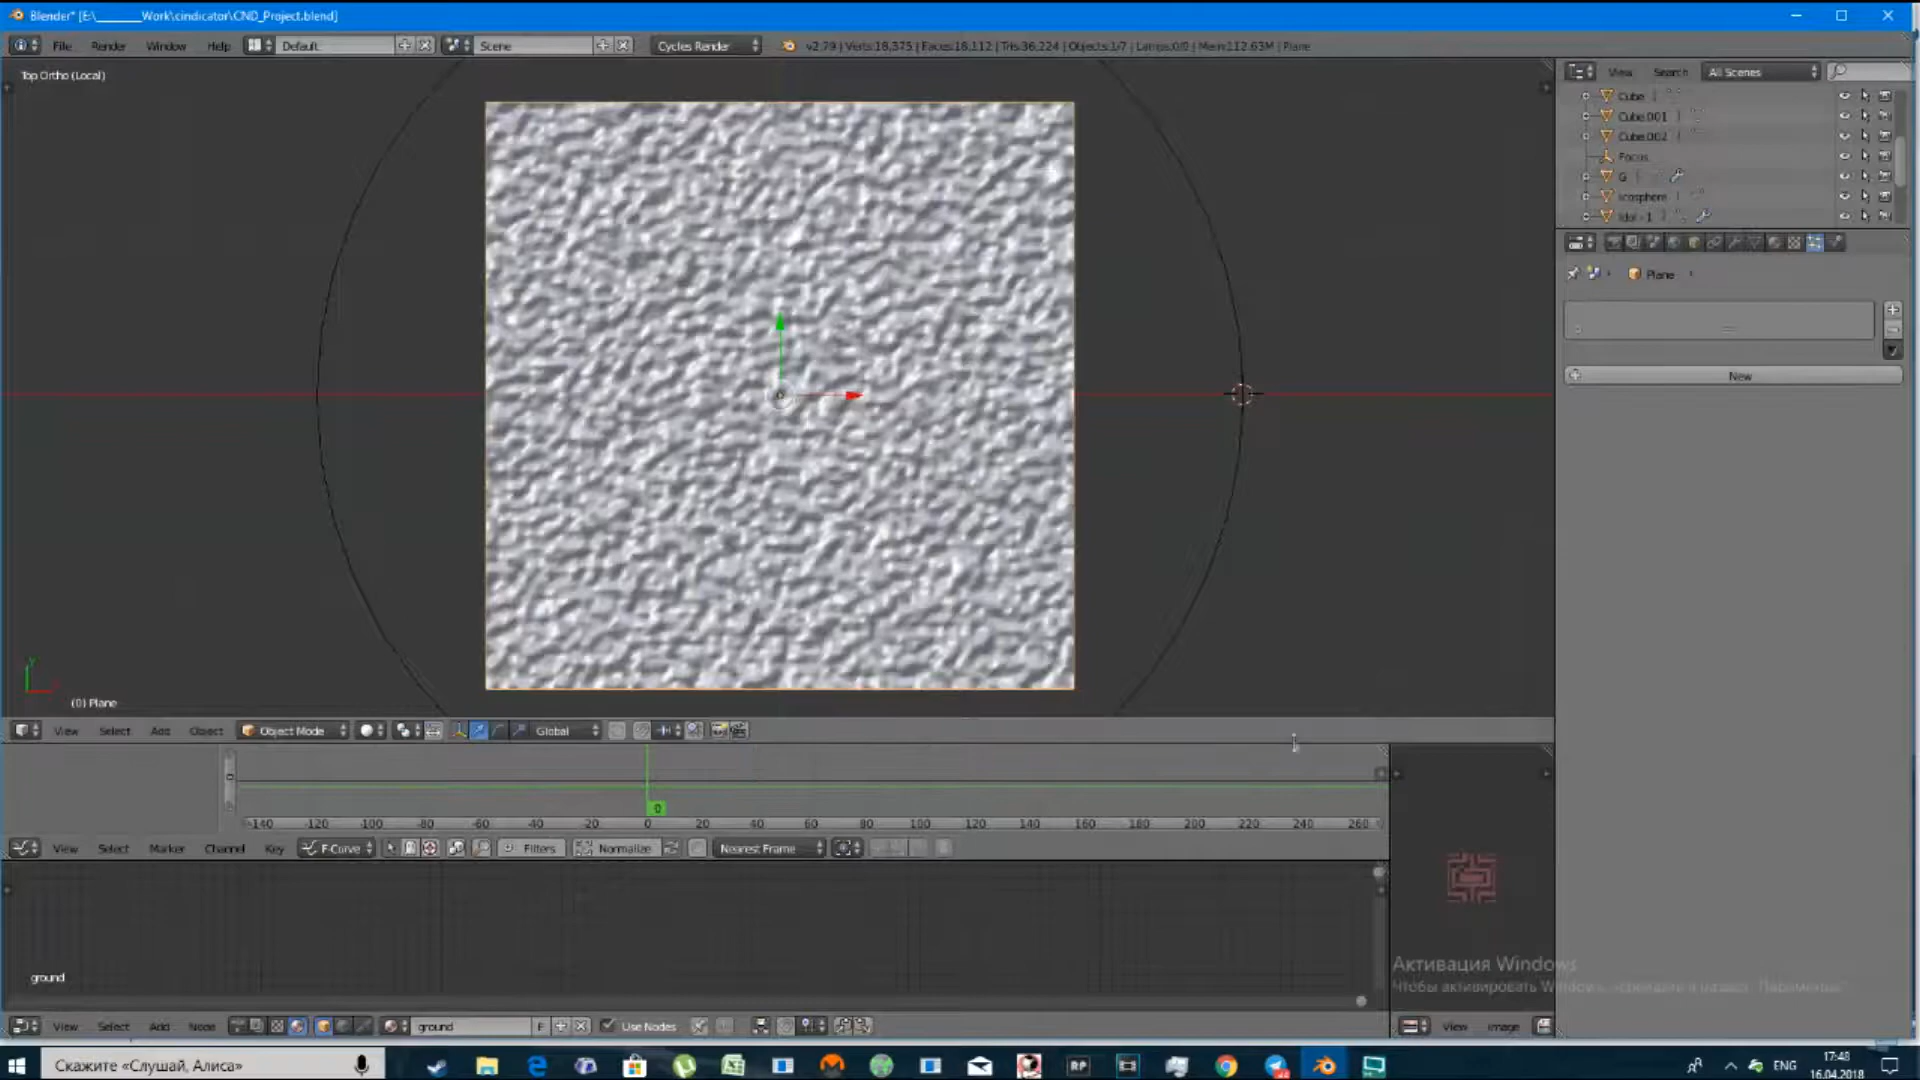 Blender* [E:\________Work\cindicator\CND_Project.blend]
File Render Window Help Default Scene Cycles Render v2.79 | Verts:18,375 | Faces:18,112 | Tris:36,224 | Objects:1/7 | Lamps:0/0 | Mem:112.63M | Plane
Top Ortho (Local)
View Search All Scenes
Cube
Cube.001
Cube.002
Focus
G
Icosphere
Idol - 1
Plane
New
(0) Plane
View Select Add Object Object Mode Global
0
-140 -120 -100 -80 -60 -40 -20 0 20 40 60 80 100 120 140 160 180 200 220 240 260
View Select Marker Channel Key F-Curve Filters Normalize Nearest Frame
ground
Активация Windows
Чтобы активировать Windows,
View Select Add Node ground F Use Nodes View Image
Скажите «Слушай, Алиса»
RP
ENG
17:48
16.04.2018